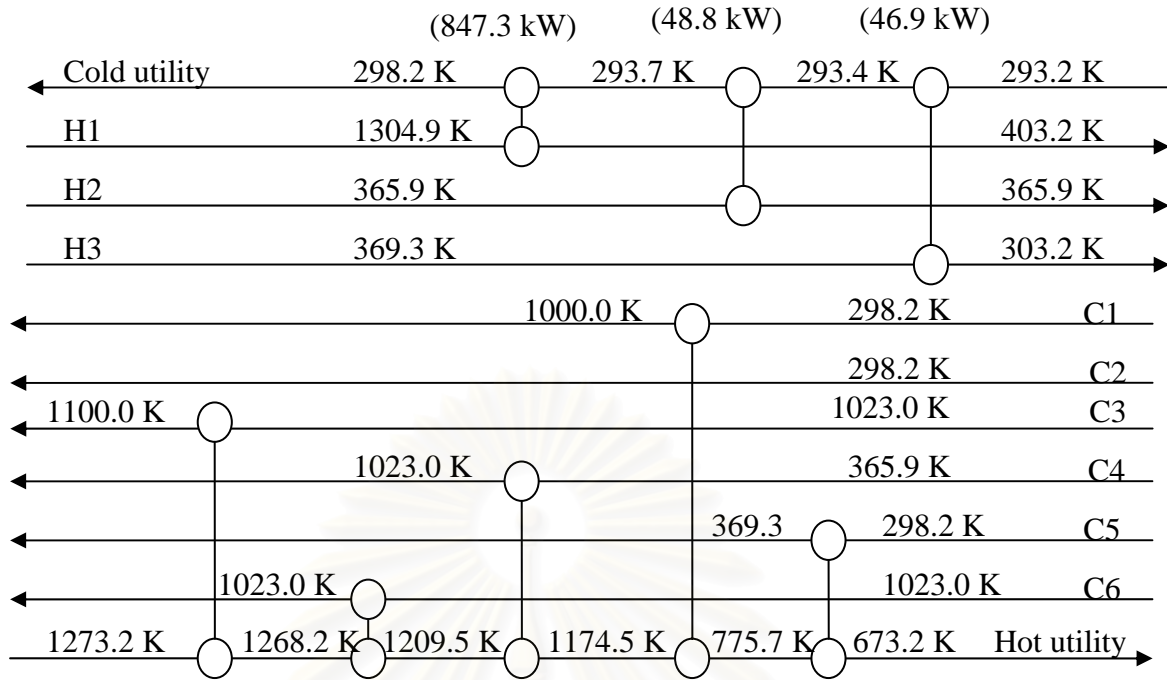 (847.3 kW) (48.8 kW) (46.9 kW)
Cold utility 298.2 K 293.7 K 293.4 K 293.2 K
H1 1304.9 K 403.2 K
H2 365.9 K 365.9 K
H3 369.3 K 303.2 K
1000.0 K 298.2 K C1
298.2 K C2
1100.0 K 1023.0 K C3
1023.0 K 365.9 K C4
369.3 298.2 K C5
1023.0 K 1023.0 K C6
1273.2 K 1268.2 K 1209.5 K 1174.5 K 775.7 K 673.2 K Hot utility